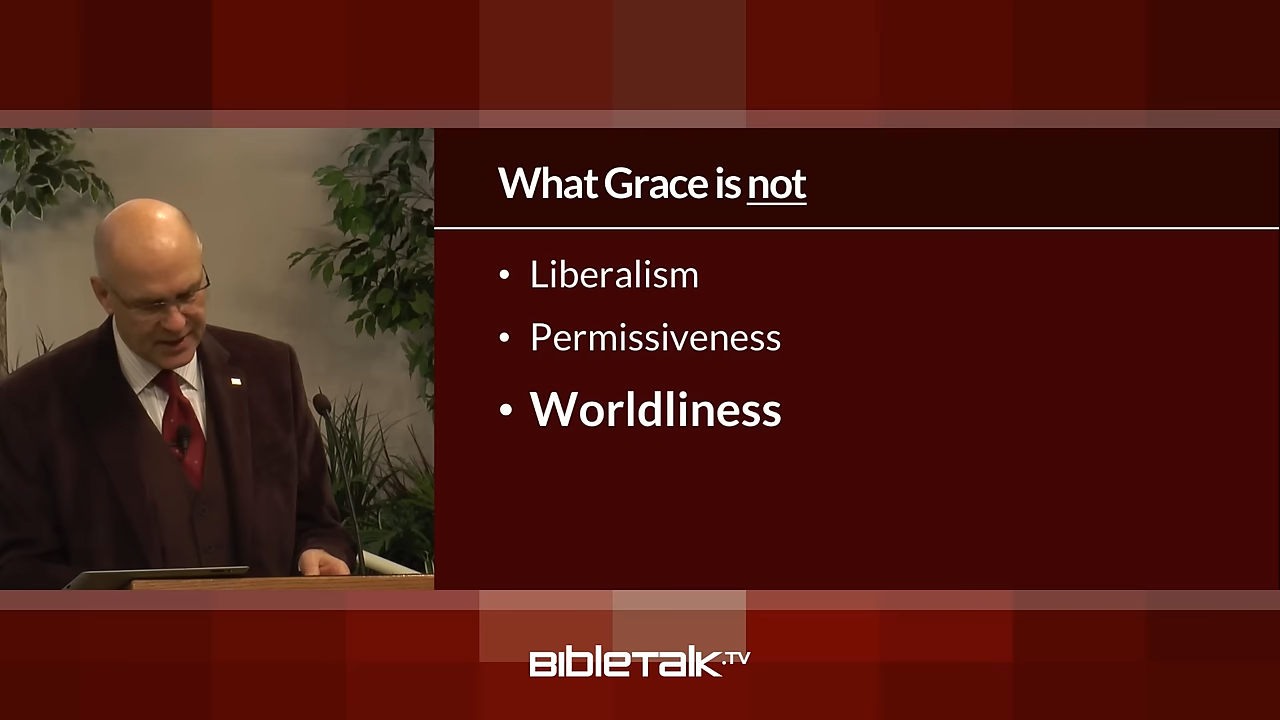 What Grace is not
• Liberalism
• Permissiveness
• Worldliness
BibleTalk.TV